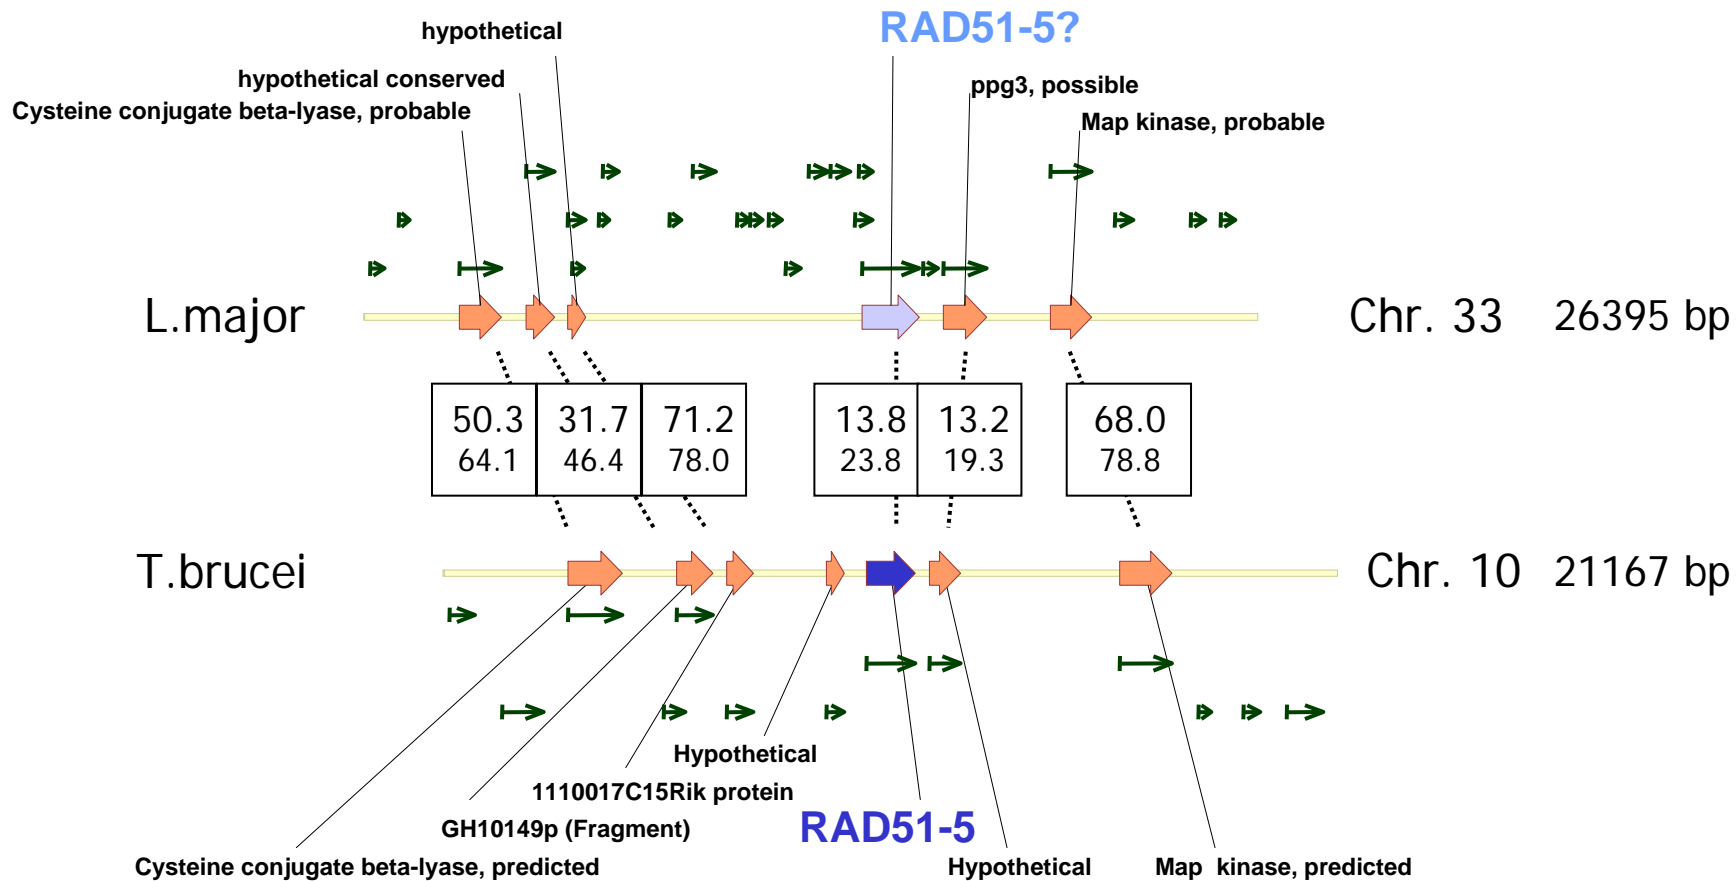 hypothetical
RAD51-5?
hypothetical conserved
ppg3, possible
Cysteine conjugate beta-lyase, probable
Map kinase, probable
L.major
Chr. 33
26395 bp
50.3
64.1
31.7
46.4
71.2
78.0
13.8
23.8
13.2
19.3
68.0
78.8
T.brucei
Chr. 10
21167 bp
Hypothetical
1110017C15Rik protein
GH10149p (Fragment)
RAD51-5
Cysteine conjugate beta-lyase, predicted
Hypothetical
Map kinase, predicted